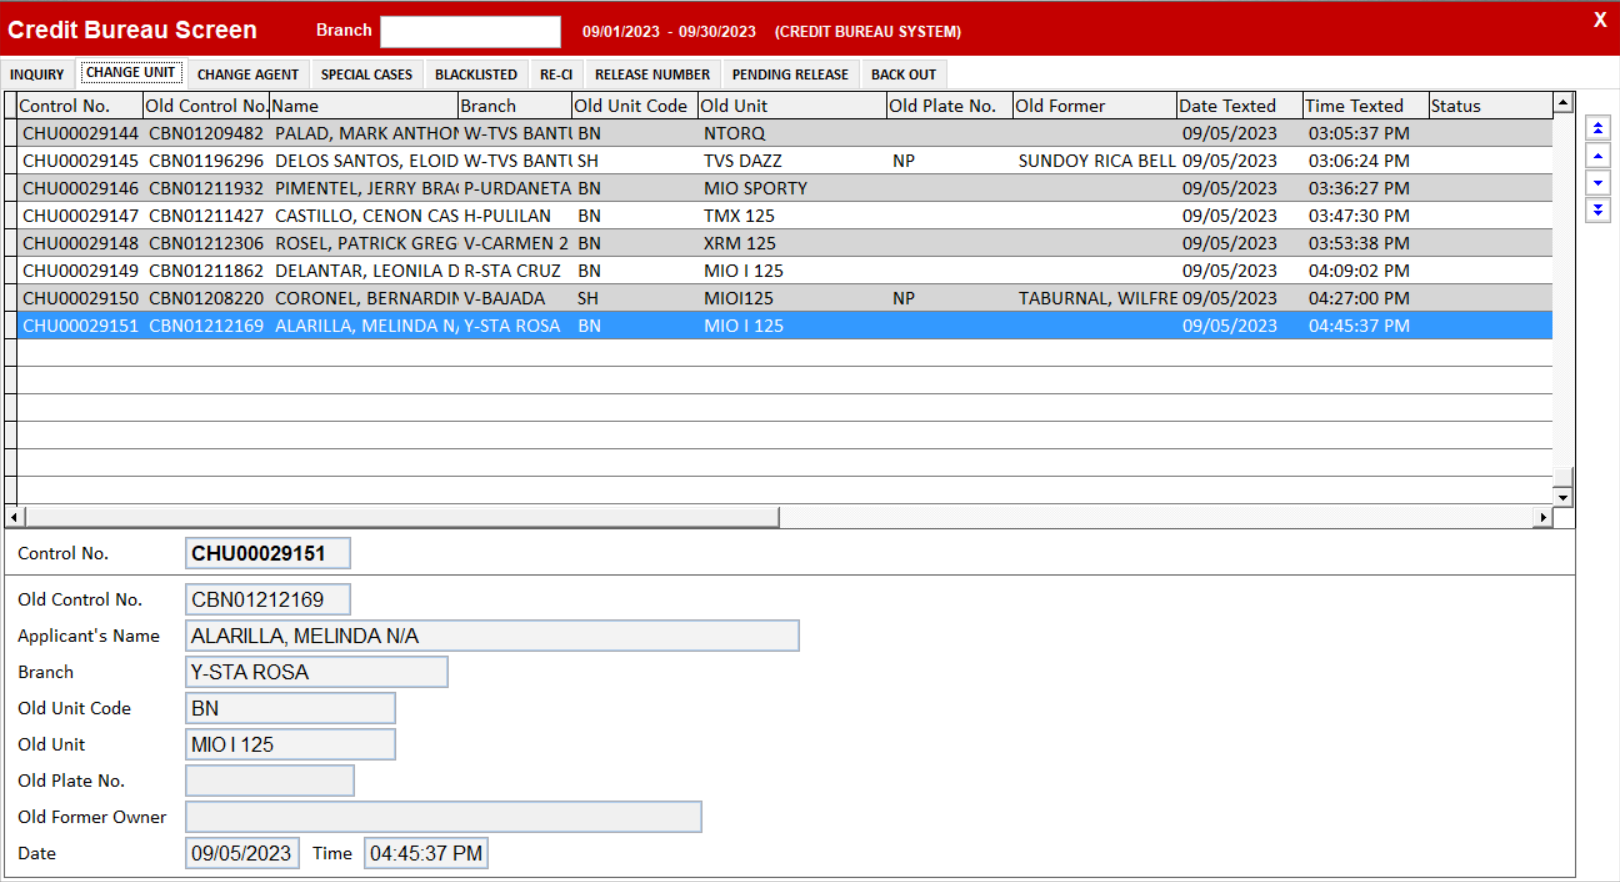 Credit Bureau Screen Branch 09/01/2023 - 09/30/2023 (CREDIT BUREAU SYSTEM) X
INQUIRY CHANGE UNIT CHANGE AGENT SPECIAL CASES BLACKLISTED RE-CI RELEASE NUMBER PENDING RELEASE BACK OUT
Control No. Old Control No. Name Branch Old Unit Code Old Unit Old Plate No. Old Former Date Texted Time Texted Status
CHU00029144 CBN01209482 PALAD, MARK ANTHON W-TVS BANTU BN NTORQ 09/05/2023 03:05:37 PM
CHU00029145 CBN01196296 DELOS SANTOS, ELOID W-TVS BANTU SH TVS DAZZ NP SUNDOY RICA BELL 09/05/2023 03:06:24 PM
CHU00029146 CBN01211932 PIMENTEL, JERRY BRA P-URDANETA BN MIO SPORTY 09/05/2023 03:36:27 PM
CHU00029147 CBN01211427 CASTILLO, CENON CAS H-PULILAN BN TMX 125 09/05/2023 03:47:30 PM
CHU00029148 CBN01212306 ROSEL, PATRICK GREG V-CARMEN 2 BN XRM 125 09/05/2023 03:53:38 PM
CHU00029149 CBN01211862 DELANTAR, LEONILA D R-STA CRUZ BN MIO I 125 09/05/2023 04:09:02 PM
CHU00029150 CBN01208220 CORONEL, BERNARDIN V-BAJADA SH MIOI125 NP TABURNAL, WILFRE 09/05/2023 04:27:00 PM
CHU00029151 CBN01212169 ALARILLA, MELINDA N/ Y-STA ROSA BN MIO I 125 09/05/2023 04:45:37 PM
Control No. CHU00029151
Old Control No. CBN01212169
Applicant's Name ALARILLA, MELINDA N/A
Branch Y-STA ROSA
Old Unit Code BN
Old Unit MIO I 125
Old Plate No.
Old Former Owner
Date 09/05/2023 Time 04:45:37 PM